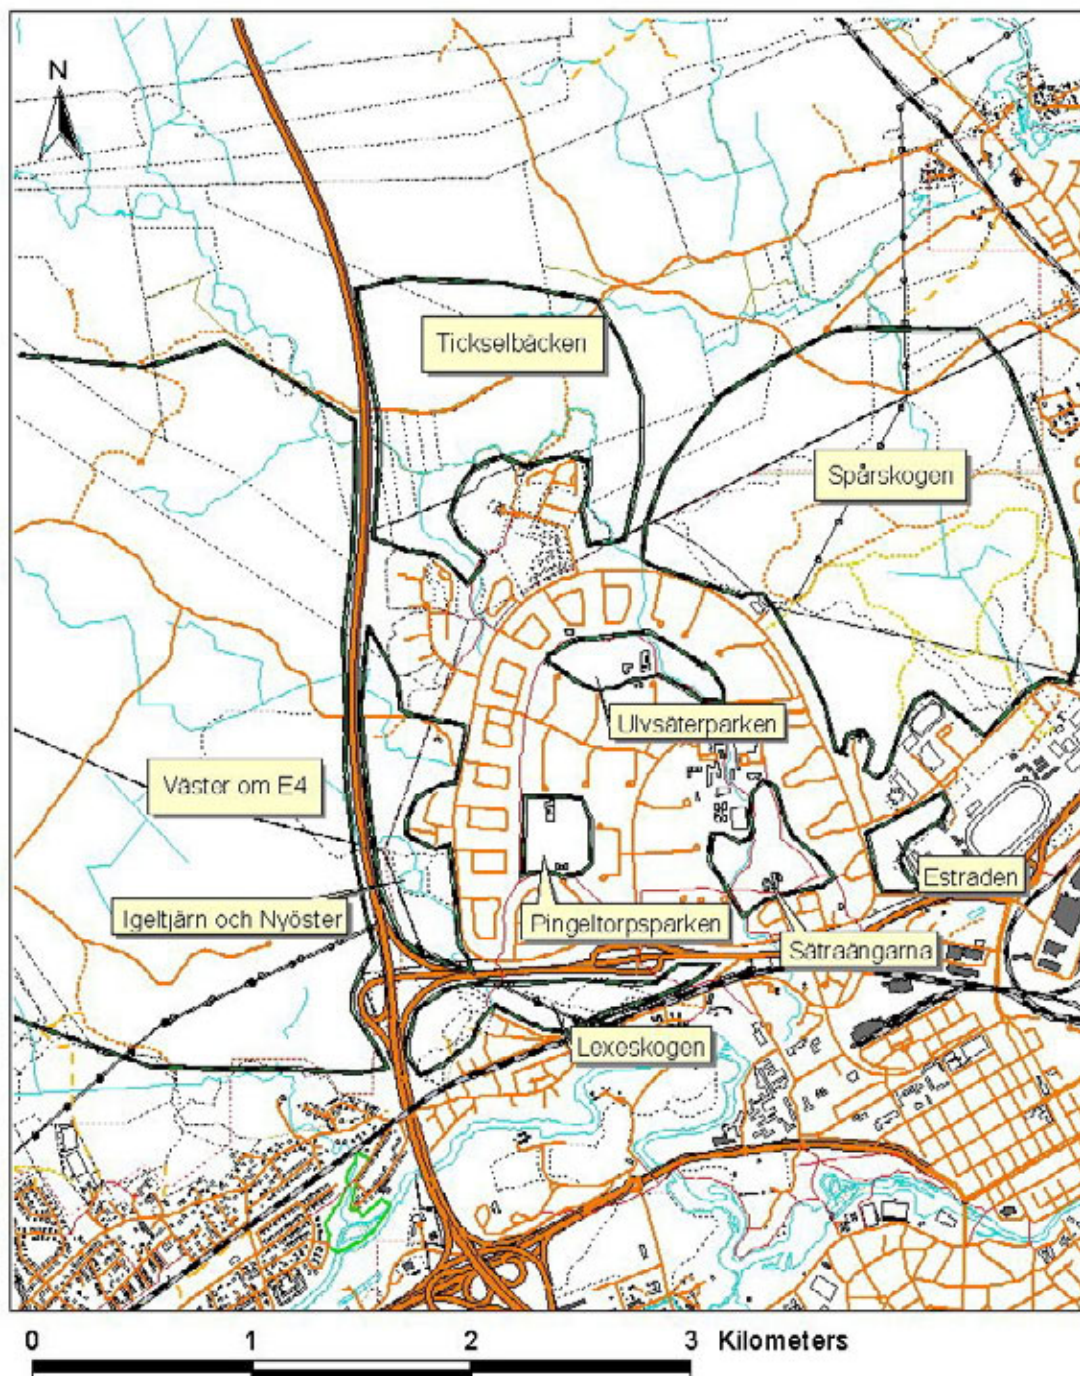 N
Tickselbäcken
Spårskogen
Ulvsäterparken
Väster om E4
Estraden
Igeltjärn och Nyöster
Pingeltorpsparken
Sätraängarna
Lexeskogen
0 1 2 3 Kilometers